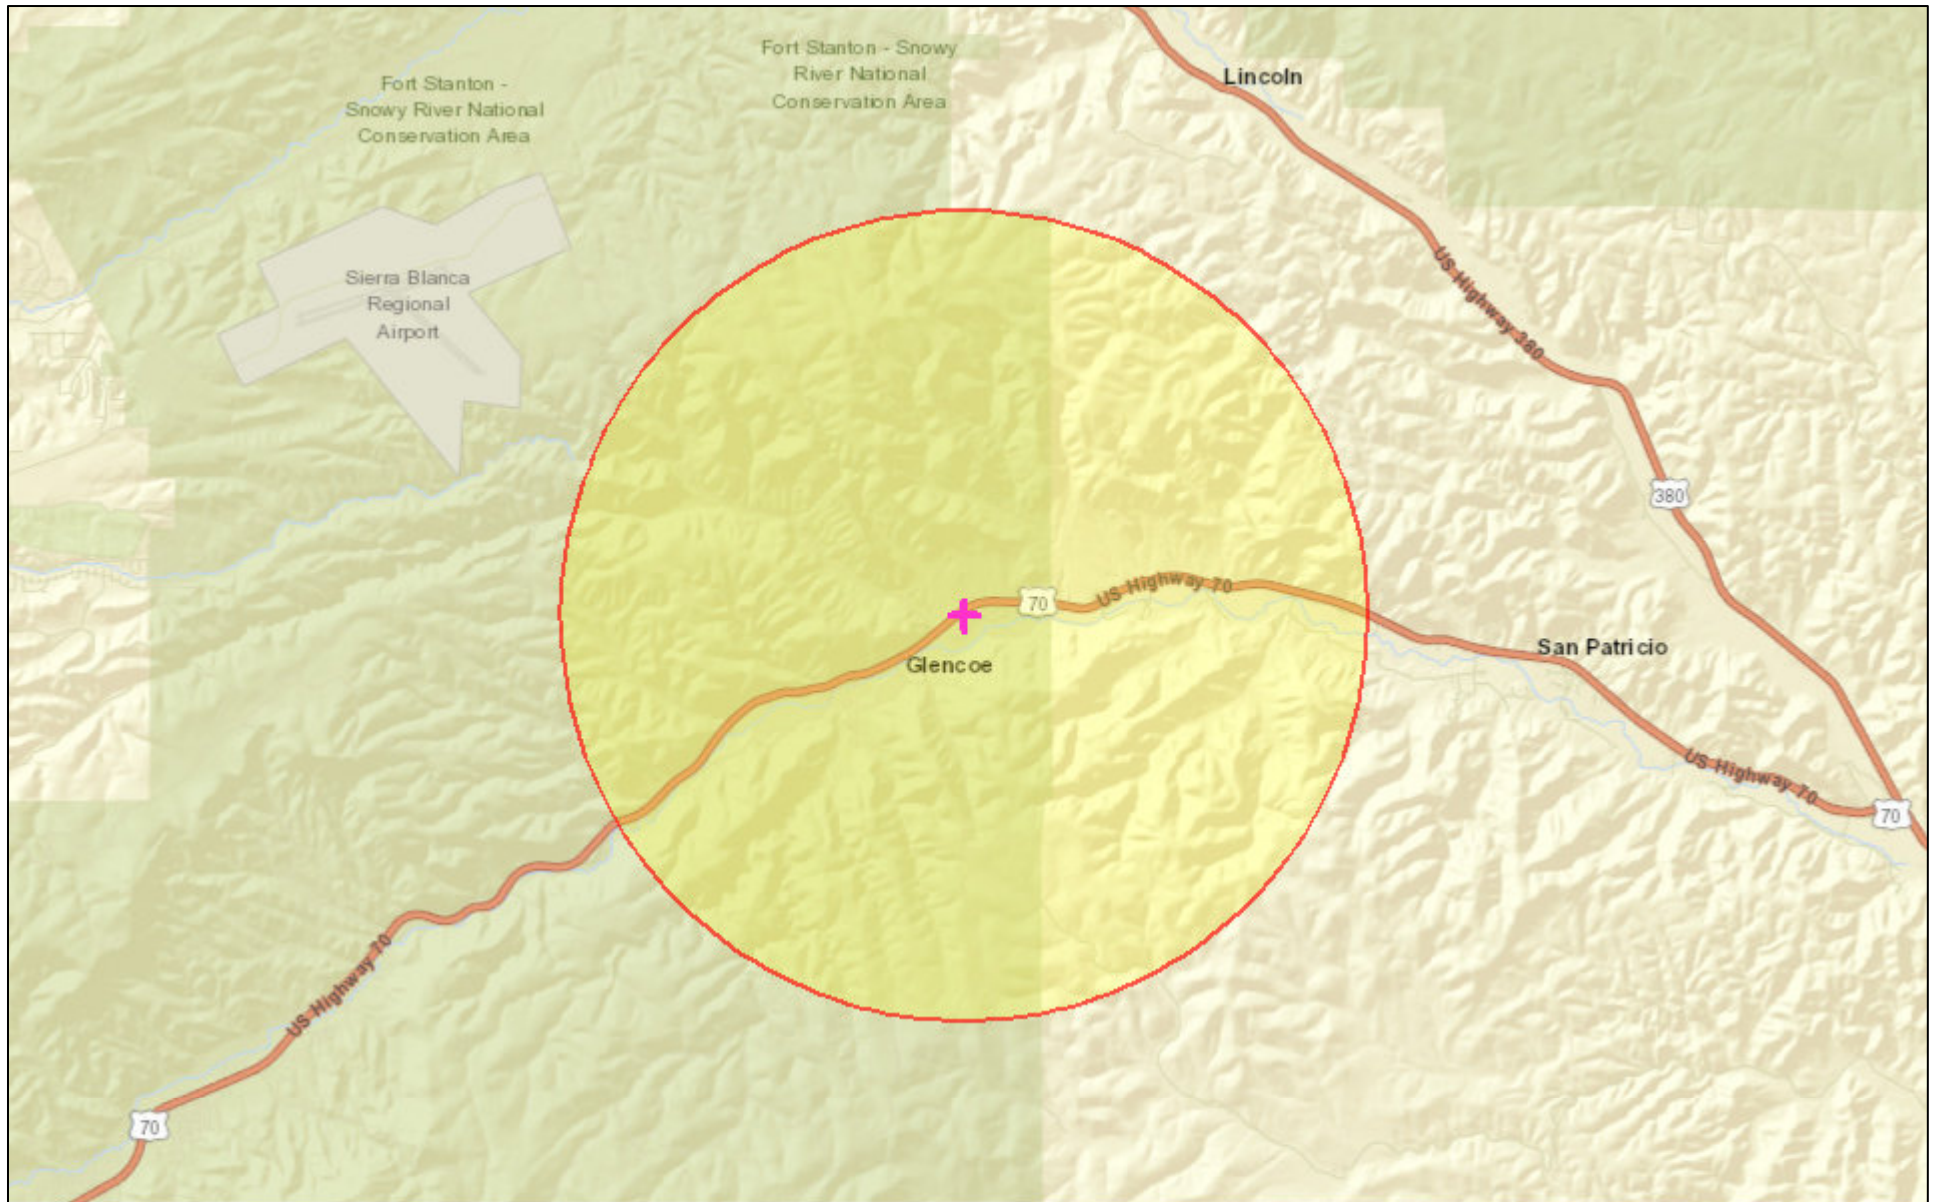 Fort Stanton - Snowy
River National
Conservation Area
Fort Stanton -
Snowy River National
Conservation Area
Lincoln
Sierra Blanca
Regional
Airport
US Highway 380
380
70
US Highway 70
Glencoe
San Patricio
US Highway 70
70
US Highway 70
70